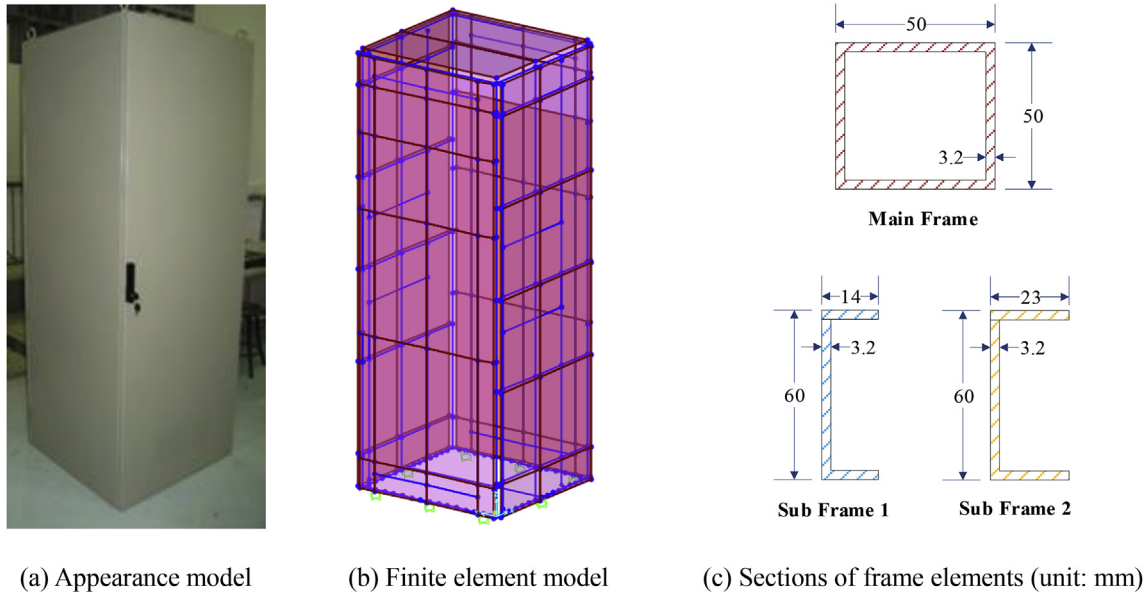 50
50
3.2
Main Frame
14
23
3.2
3.2
60
60
Sub Frame 1
Sub Frame 2
(a) Appearance model
(b) Finite element model
(c) Sections of frame elements (unit: mm)